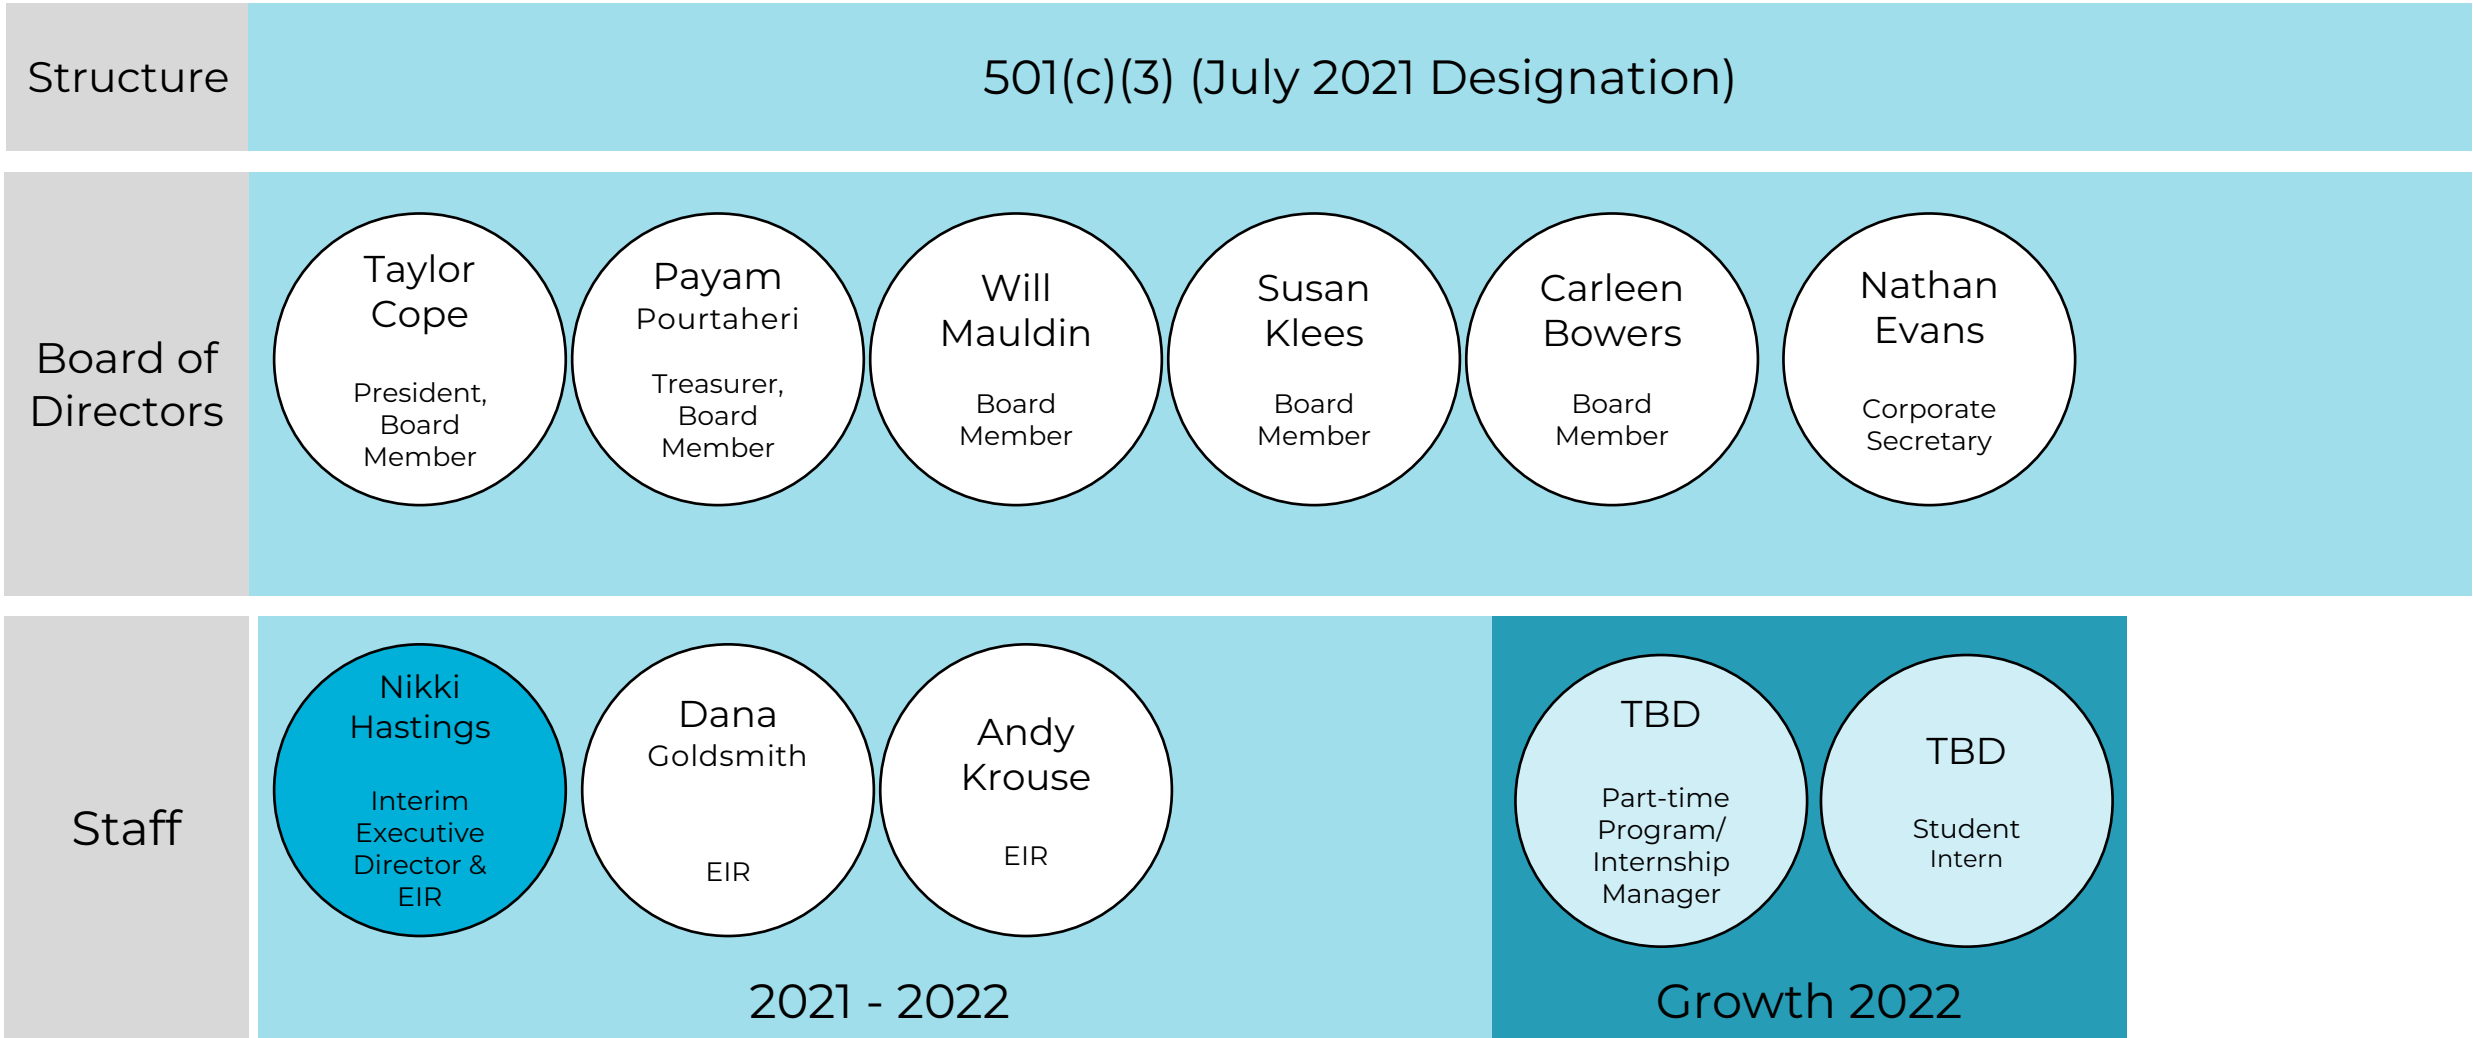 Structure
501(c)(3) (July 2021 Designation)
Board of
Directors
Taylor
Cope
President,
Board
Member
Payam
Pourtaheri
Treasurer,
Board
Member
Will
Mauldin
Board
Member
Susan
Klees
Board
Member
Carleen
Bowers
Board
Member
Nathan
Evans
Corporate
Secretary
Staff
Nikki
Hastings
Interim
Executive
Director &
EIR
Dana
Goldsmith
EIR
Andy
Krouse
EIR
2021 - 2022
TBD
Part-time
Program/
Internship
Manager
TBD
Student
Intern
Growth 2022